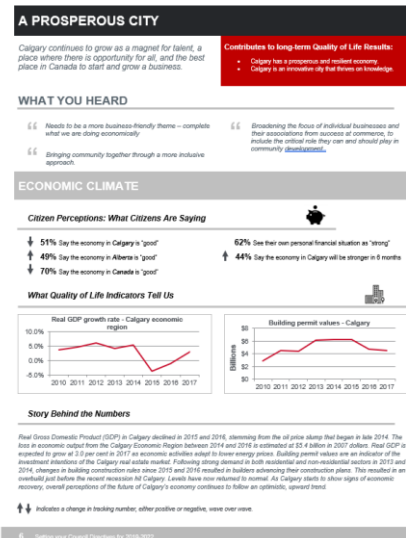 A PROSPEROUS CITY
Calgary continues to grow as a magnet for talent, a
place where there is opportunity for all, and the best
place in Canada to start and grow a business.
Contributes to long-term Quality of Life Results:
• Calgary has a prosperous and resilient economy.
• Calgary is an innovative city that thrives on knowledge.
WHAT YOU HEARD
Needs to be a more business-friendly theme – complete
what we are doing economically
Bringing community together through a more inclusive
approach.
Broadening the focus of individual businesses and
their associations from success at commerce, to
include the critical role they can and should play in
community development.
ECONOMIC CLIMATE
Citizen Perceptions: What Citizens Are Saying
51% Say the economy in Calgary is "good"
49% Say the economy in Alberta is "good"
70% Say the economy in Canada is "good"
62% See their own personal financial situation as "strong"
44% Say the economy in Calgary will be stronger in 6 months
What Quality of Life Indicators Tell Us
Real GDP growth rate - Calgary economic
region
10.0%
5.0%
0.0%
-5.0%
2010 2011 2012 2013 2014 2015 2016 2017
Building permit values - Calgary
Billions
$8
$6
$4
$2
$0
2010 2011 2012 2013 2014 2015 2016 2017
Story Behind the Numbers
Real Gross Domestic Product (GDP) in Calgary declined in 2015 and 2016, stemming from the oil price slump that began in late 2014. The
loss in economic output from the Calgary Economic Region between 2014 and 2016 is estimated at $5.4 billion in 2007 dollars. Real GDP is
expected to grow at 3.0 per cent in 2017 as economic activities adapt to lower energy prices. Building permit values are an indicator of the
investment intentions of the Calgary real estate market. Following strong demand in both residential and non-residential sectors in 2013 and
2014, changes in building construction rules since 2015 and 2016 resulted in builders advancing their construction plans. This resulted in an
overbuild just before the recent recession hit Calgary. Levels have now returned to normal. As Calgary starts to show signs of economic
recovery, overall perceptions of the future of Calgary's economy continues to follow an optimistic, upward trend.
Indicates a change in tracking number, either positive or negative, wave over wave.
6 Setting new Council Directives for 2019-2022